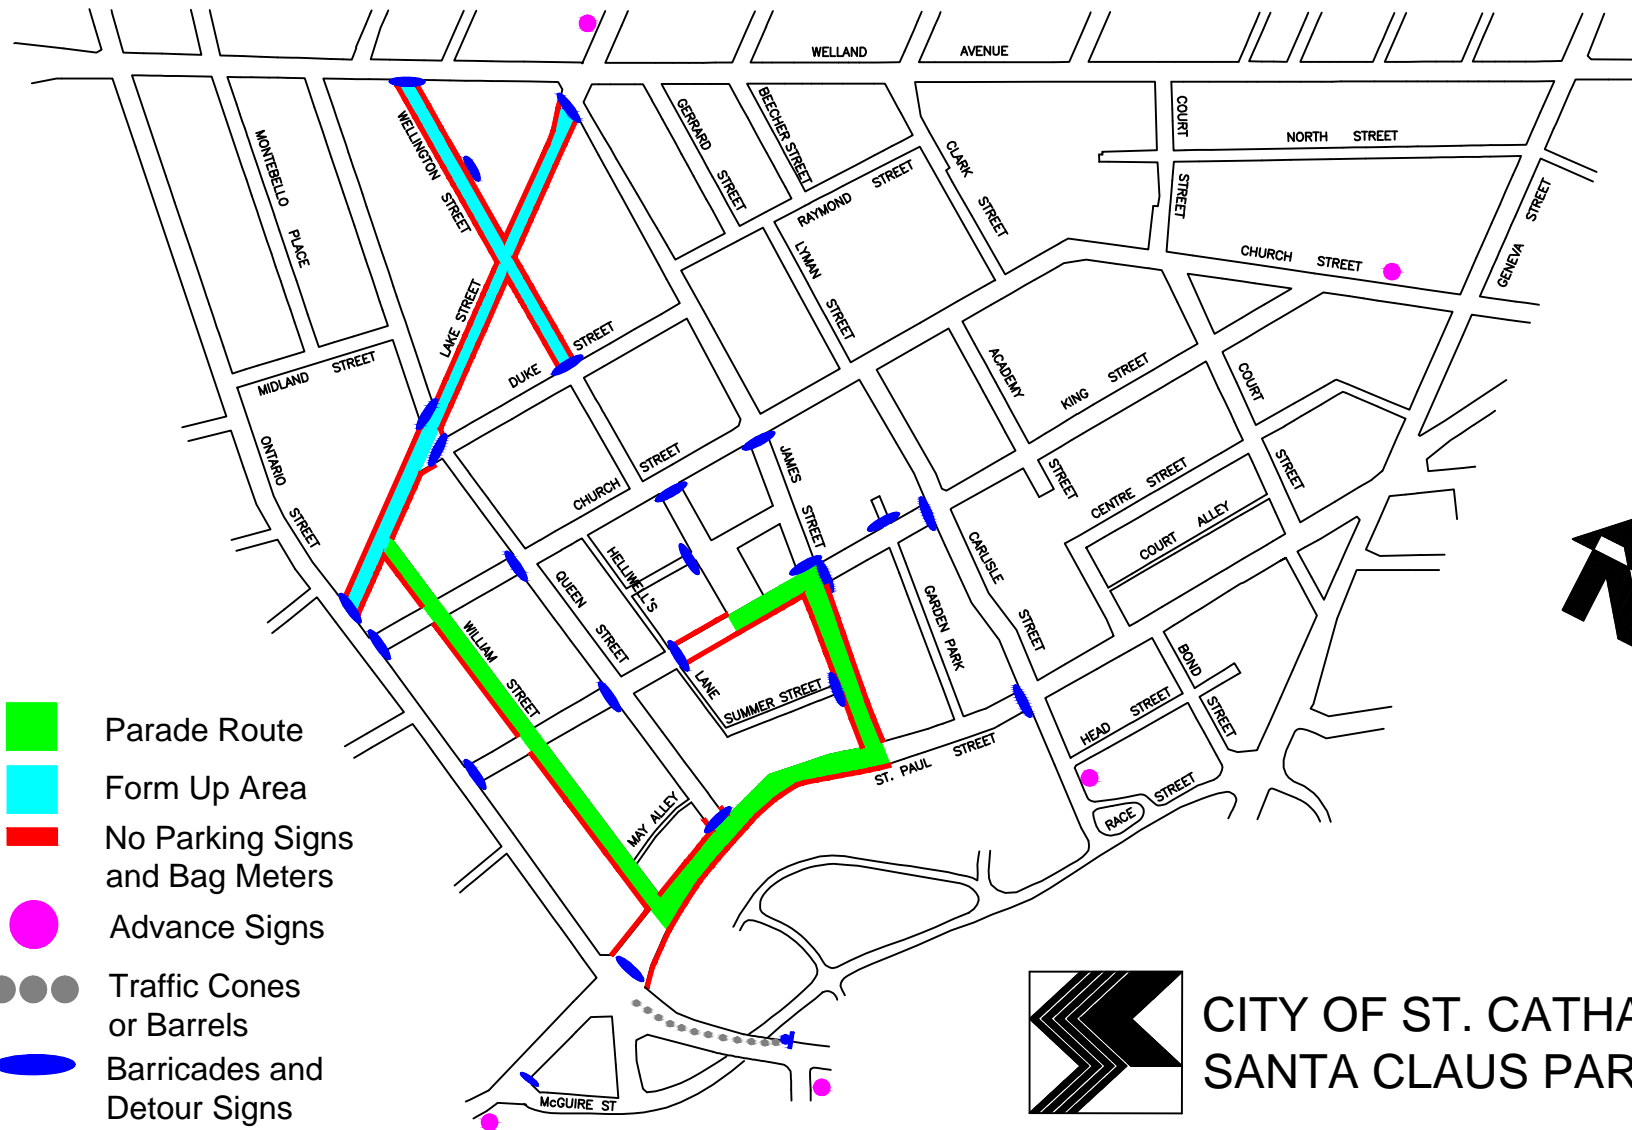 WELLAND AVENUE
COURT STREET
NORTH STREET
GERRARD STREET
BEECHER STREET
WELLINGTON STREET
MONTEBELLO PLACE
CLARK STREET
RAYMOND STREET
LYMAN STREET
CHURCH STREET
GENEVA STREET
LAKE STREET
DUKE STREET
MIDLAND STREET
ACADEMY STREET
KING STREET
COURT STREET
ONTARIO STREET
CHURCH STREET
JAMES STREET
CENTRE STREET
COURT ALLEY
HELLIWELL'S LANE
QUEEN STREET
CARLISLE STREET
GARDEN PARK
WILLIAM STREET
SUMMER STREET
BOND STREET
HEAD STREET
ST. PAUL STREET
MAY ALLEY
RACE STREET
McGUIRE ST
Parade Route
Form Up Area
No Parking Signs
and Bag Meters
Advance Signs
Traffic Cones
or Barrels
Barricades and
Detour Signs
CITY OF ST. CATHA
SANTA CLAUS PAR